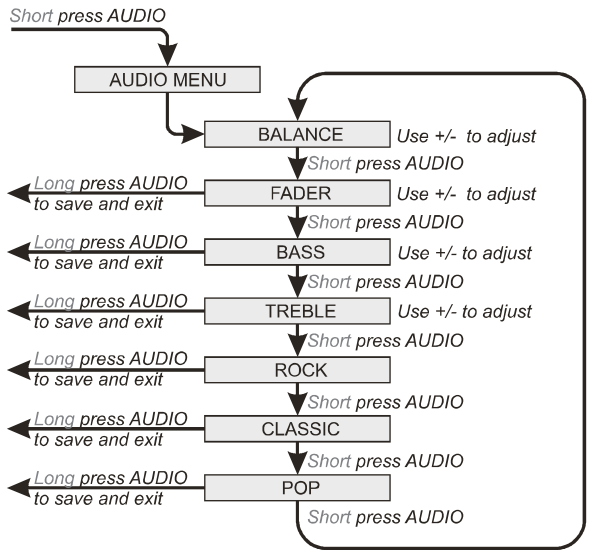 Short press AUDIO
AUDIO MENU
BALANCE
Use +/- to adjust
Short press AUDIO
Long press AUDIO
to save and exit
FADER
Use +/- to adjust
Short press AUDIO
Long press AUDIO
to save and exit
BASS
Use +/- to adjust
Short press AUDIO
Long press AUDIO
to save and exit
TREBLE
Use +/- to adjust
Short press AUDIO
Long press AUDIO
to save and exit
ROCK
Short press AUDIO
Long press AUDIO
to save and exit
CLASSIC
Short press AUDIO
Long press AUDIO
to save and exit
POP
Short press AUDIO